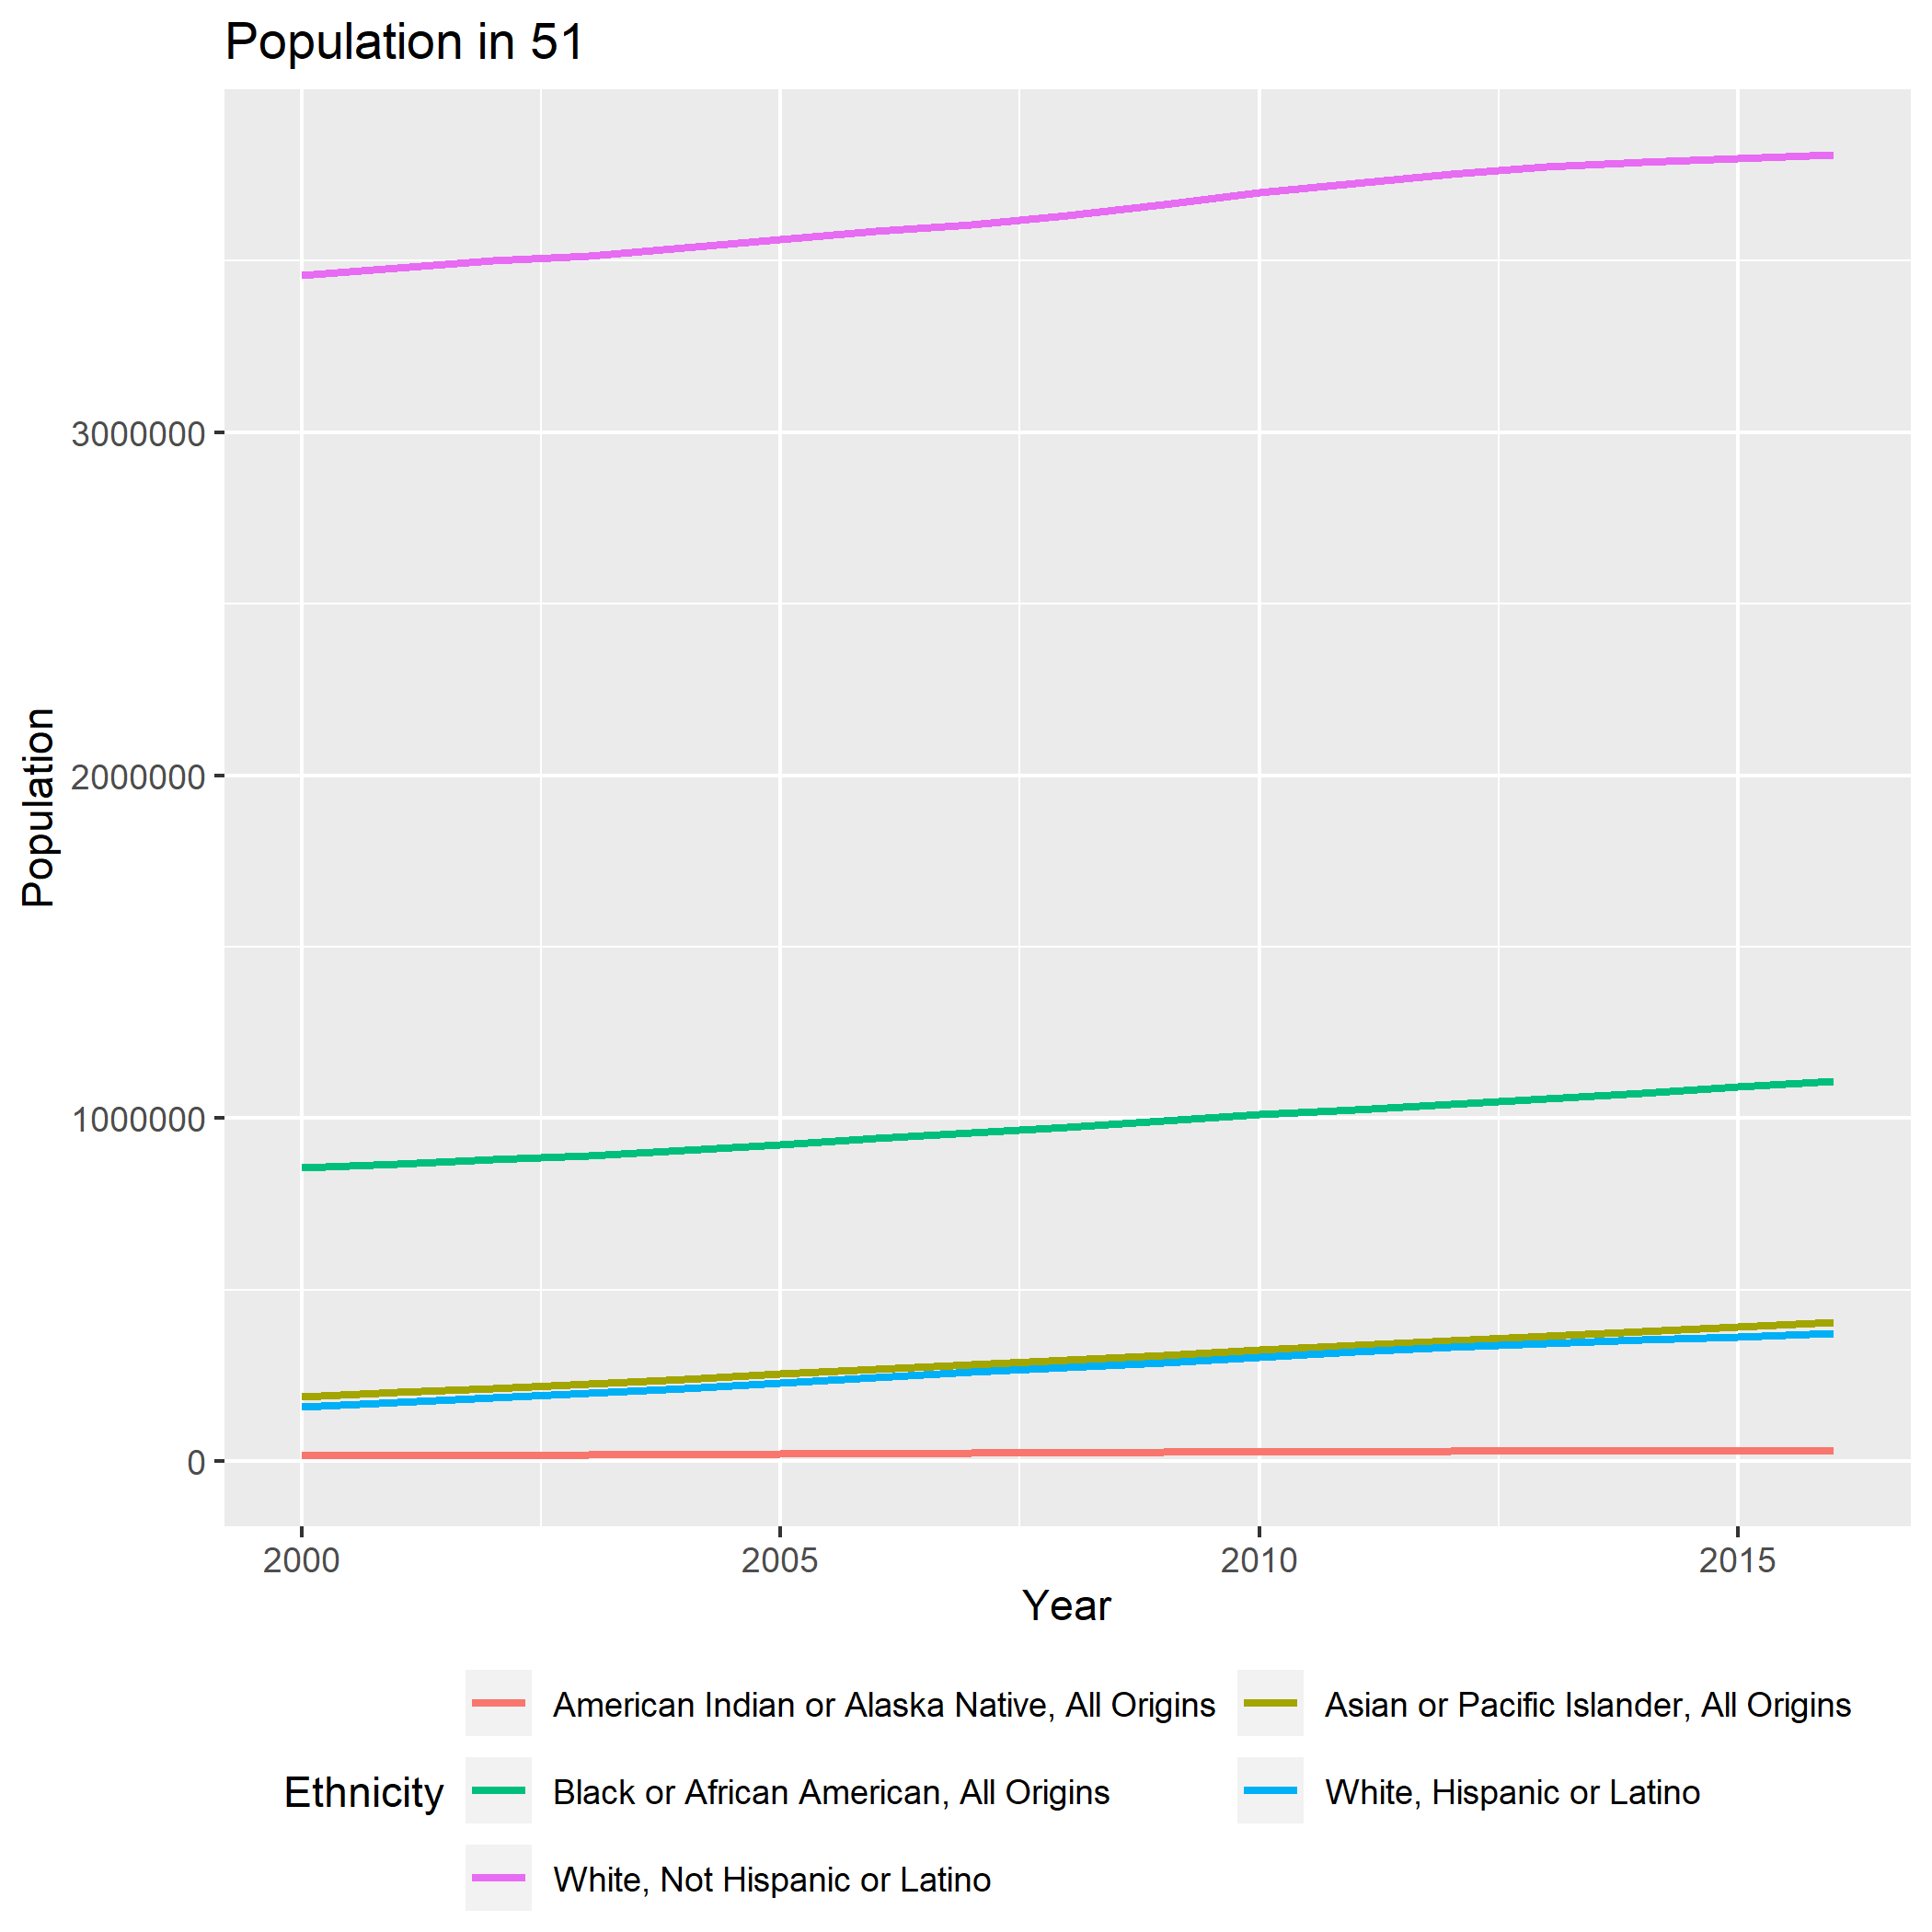 Population in 51
Population
3000000
2000000
1000000
0
2000 2005 2010 2015
Year
Ethnicity
American Indian or Alaska Native, All Origins
Asian or Pacific Islander, All Origins
Black or African American, All Origins
White, Hispanic or Latino
White, Not Hispanic or Latino